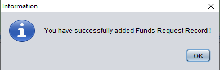 Information
You have successfully added Funds Request Record !
OK